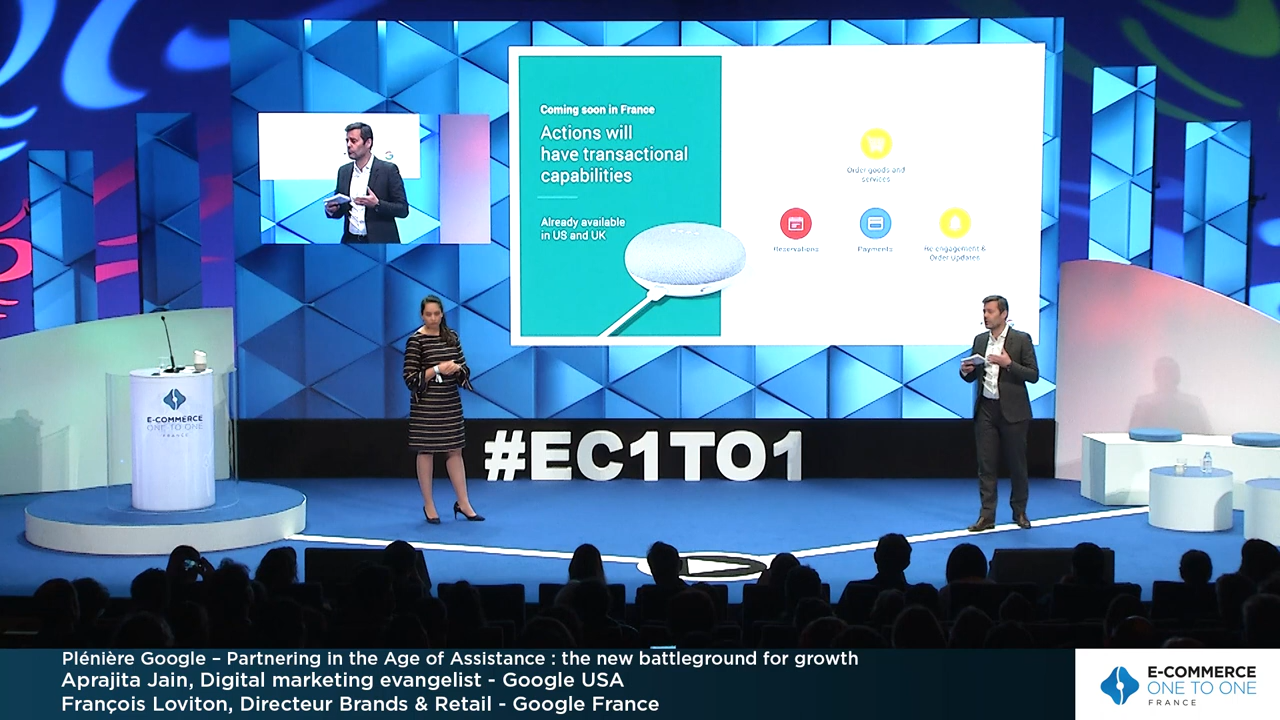 Coming soon in France
Actions will
have transactional
capabilities
Already available
in US and UK
Order goods and
services
Reservations
Payments
Re-engagement &
Order updates
G
E-COMMERCE
ONE TO ONE
FRANCE
#EC1TO1
Plénière Google – Partnering in the Age of Assistance : the new battleground for growth
Aprajita Jain, Digital marketing evangelist - Google USA
François Loviton, Directeur Brands & Retail - Google France
E-COMMERCE
ONE TO ONE
FRANCE